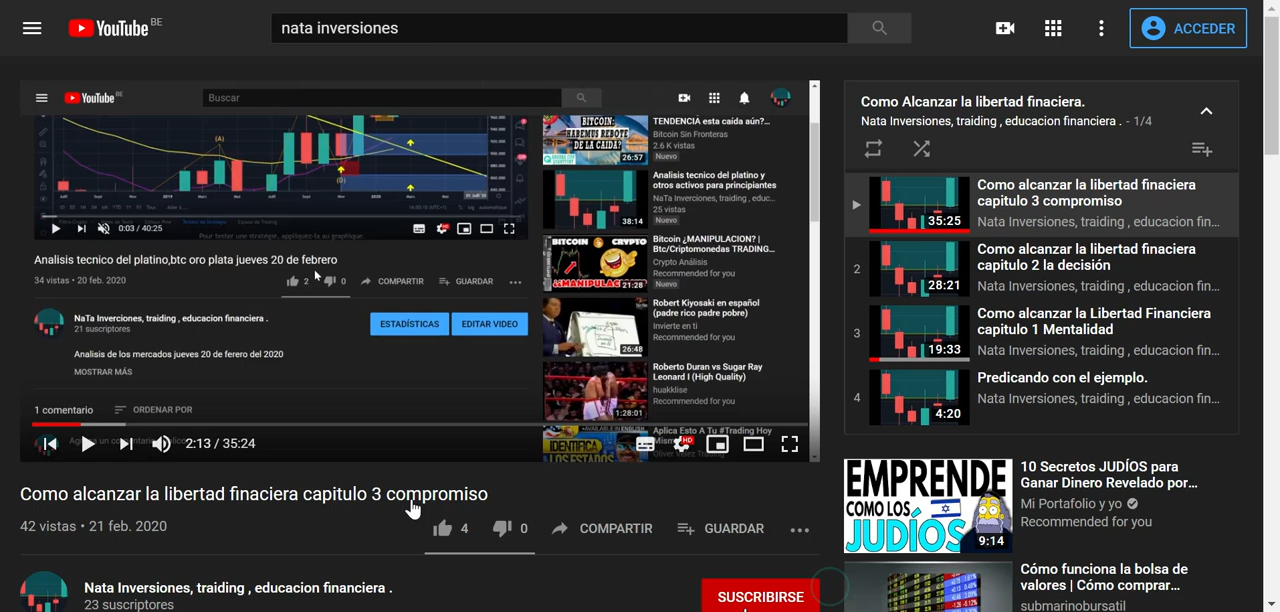 YouTube BE
nata inversiones
ACCEDER
YouTube BE
Buscar
0:03 / 40:25
Analisis tecnico del platino,btc oro plata jueves 20 de febrero
34 vistas • 20 feb. 2020
2
0
COMPARTIR
GUARDAR
NaTa Inverciones, trading , educacion financiera .
21 suscriptores
ESTADÍSTICAS
EDITAR VIDEO
Analisis de los mercados jueves 20 de ferero del 2020
MOSTRAR MÁS
1 comentario
ORDENAR POR
TENDENCIA esta caída aún?...
Bitcoin Sin Fronteras
2.6 K vistas
Nuevo
26:57
Analisis tecnico del platino y
otros activos para principiantes
NaTa Inverciones, trading , educ...
25 vistas
Nuevo
38:14
Bitcoin ¿MANIPULACION? |
Btc/Criptomonedas TRADING...
Crypto Análisis
Recommended for you
Nuevo
21:28
Robert Kiyosaki en español
(padre rico padre pobre)
Invierte en ti
Recommended for you
26:48
Roberto Duran vs Sugar Ray
Leonard I (High Quality)
huakklise
Recommended for you
1:28:01
Aplica Esto A Tu #Trading Hoy
IDENTIFICA
2:13 / 35:24
HD
Como alcanzar la libertad finaciera capitulo 3 compromiso
42 vistas • 21 feb. 2020
4
0
COMPARTIR
GUARDAR
Nata Inversiones, traiding , educacion financiera .
23 suscriptores
SUSCRIBIRSE
Como Alcanzar la libertad finaciera.
Nata Inversiones, traiding , educacion financiera . - 1/4
Como alcanzar la libertad finaciera
capitulo 3 compromiso
Nata Inversiones, traiding , educacion fin...
35:25
2
Como alcanzar la libertad finaciera
capitulo 2 la decisión
Nata Inversiones, traiding , educacion fin...
28:21
3
Como alcanzar la Libertad Financiera
capitulo 1 Mentalidad
Nata Inversiones, traiding , educacion fin...
19:33
4
Predicando con el ejemplo.
Nata Inversiones, traiding , educacion fin...
4:20
EMPRENDE
COMO LOS
JUDÍOS
9:14
10 Secretos JUDÍOS para
Ganar Dinero Revelado por...
Mi Portafolio y yo
Recommended for you
Cómo funciona la bolsa de
valores | Cómo comprar...
submarinobursatil